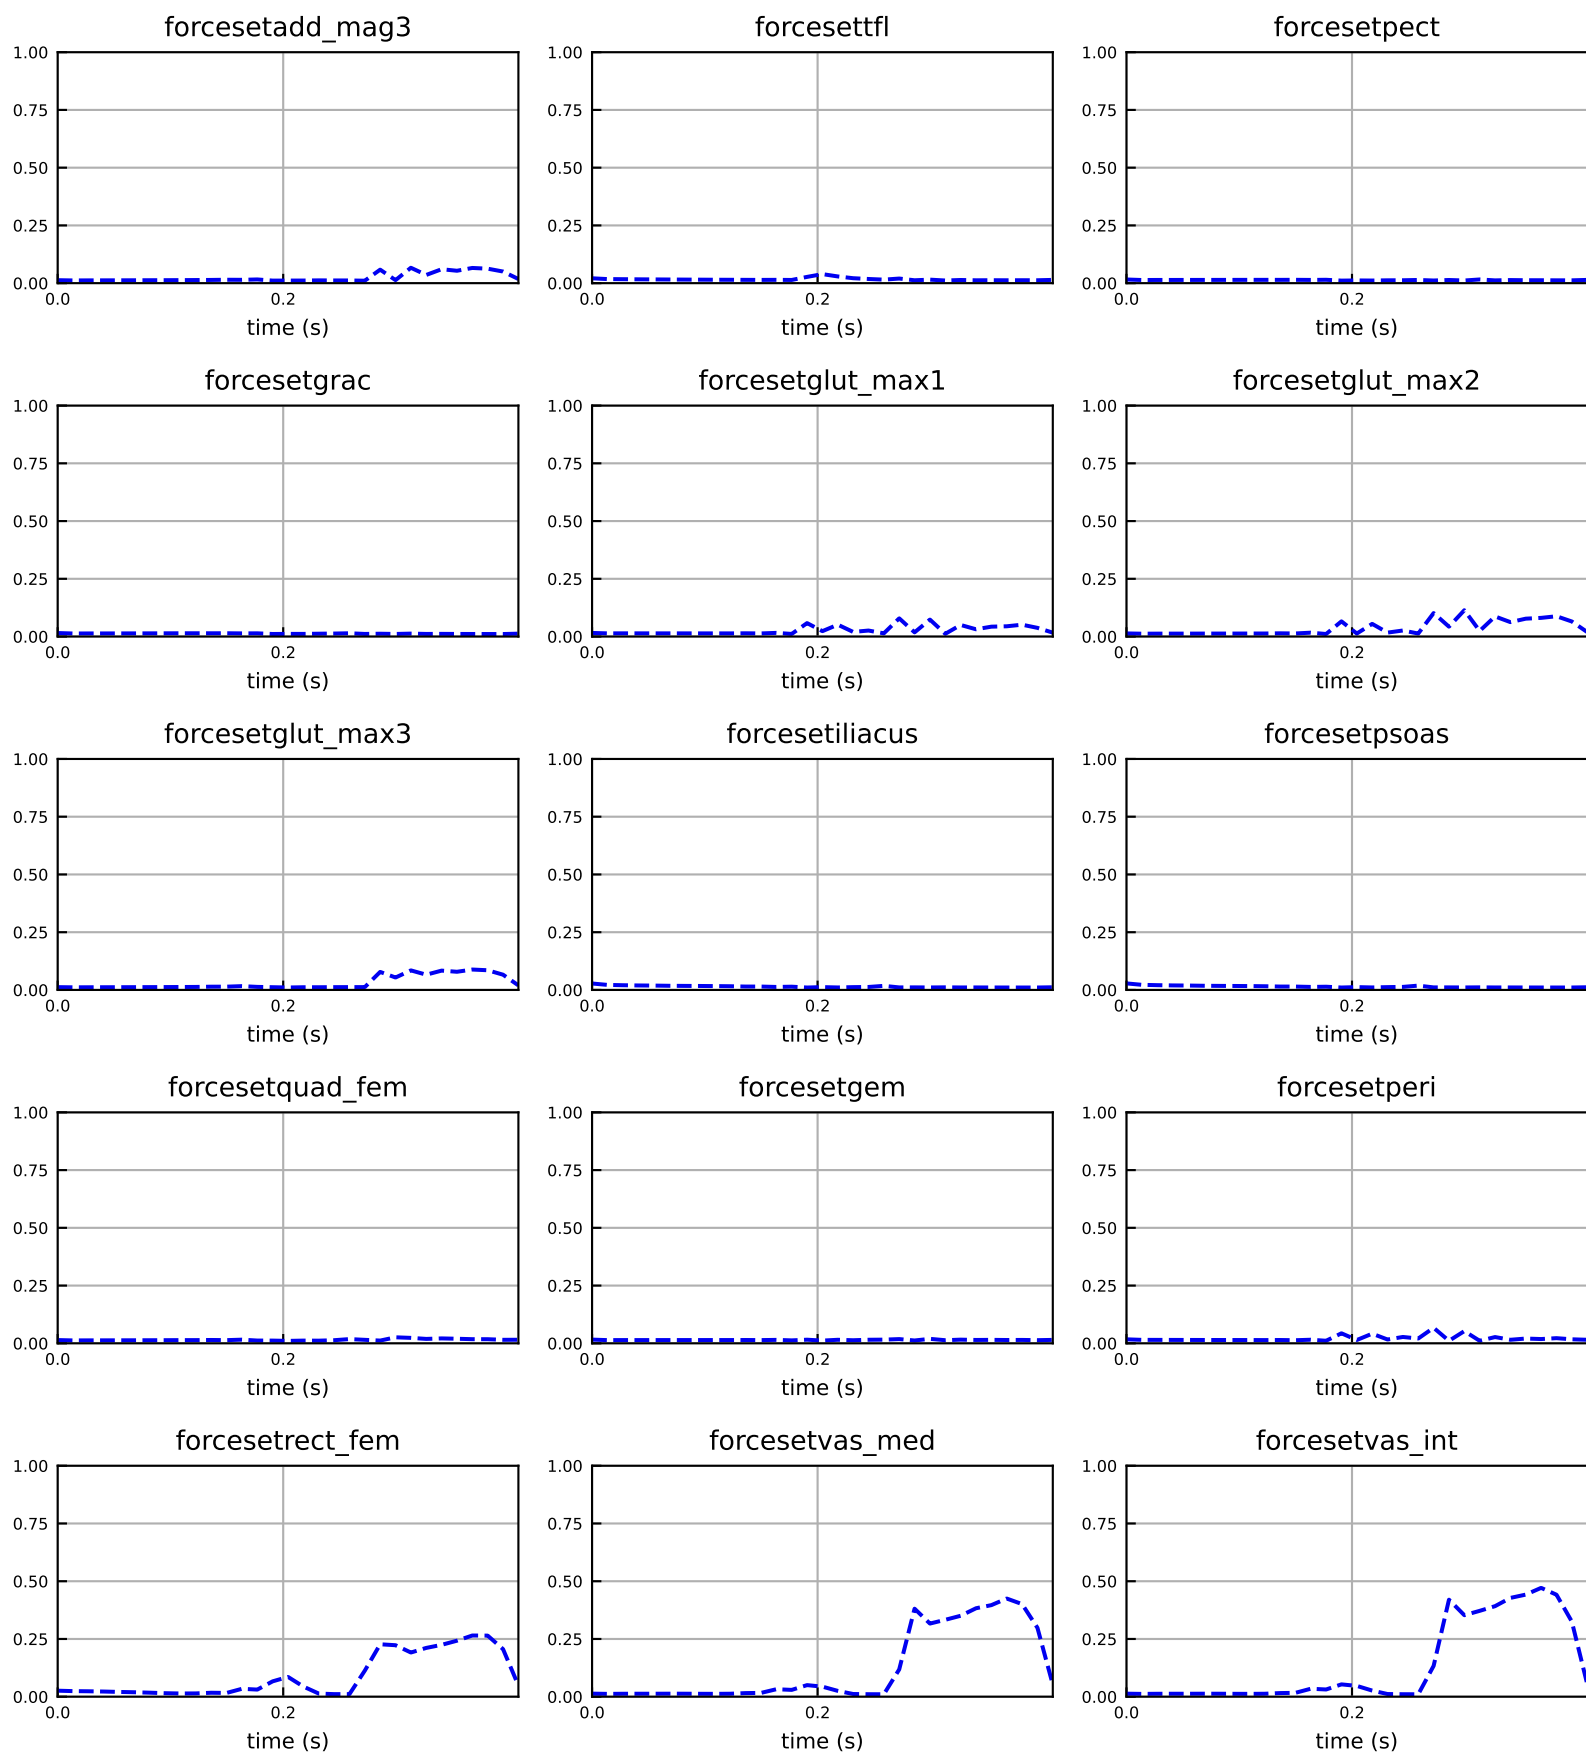 forcesetadd_mag3 forcesettfl forcesetpect
1.00 1.00 1.00
0.75 0.75 0.75
0.50 0.50 0.50
0.25 0.25 0.25
0.00 0.00 0.00
0.0 0.2 0.0 0.2 0.0 0.2
time (s) time (s) time (s)
forcesetgrac forcesetglut_max1 forcesetglut_max2
1.00 1.00 1.00
0.75 0.75 0.75
0.50 0.50 0.50
0.25 0.25 0.25
0.00 0.00 0.00
0.0 0.2 0.0 0.2 0.0 0.2
time (s) time (s) time (s)
forcesetglut_max3 forcesetiliacus forcesetpsoas
1.00 1.00 1.00
0.75 0.75 0.75
0.50 0.50 0.50
0.25 0.25 0.25
0.00 0.00 0.00
0.0 0.2 0.0 0.2 0.0 0.2
time (s) time (s) time (s)
forcesetquad_fem forcesetgem forcesetperi
1.00 1.00 1.00
0.75 0.75 0.75
0.50 0.50 0.50
0.25 0.25 0.25
0.00 0.00 0.00
0.0 0.2 0.0 0.2 0.0 0.2
time (s) time (s) time (s)
forcesetrect_fem forcesetvas_med forcesetvas_int
1.00 1.00 1.00
0.75 0.75 0.75
0.50 0.50 0.50
0.25 0.25 0.25
0.00 0.00 0.00
0.0 0.2 0.0 0.2 0.0 0.2
time (s) time (s) time (s)